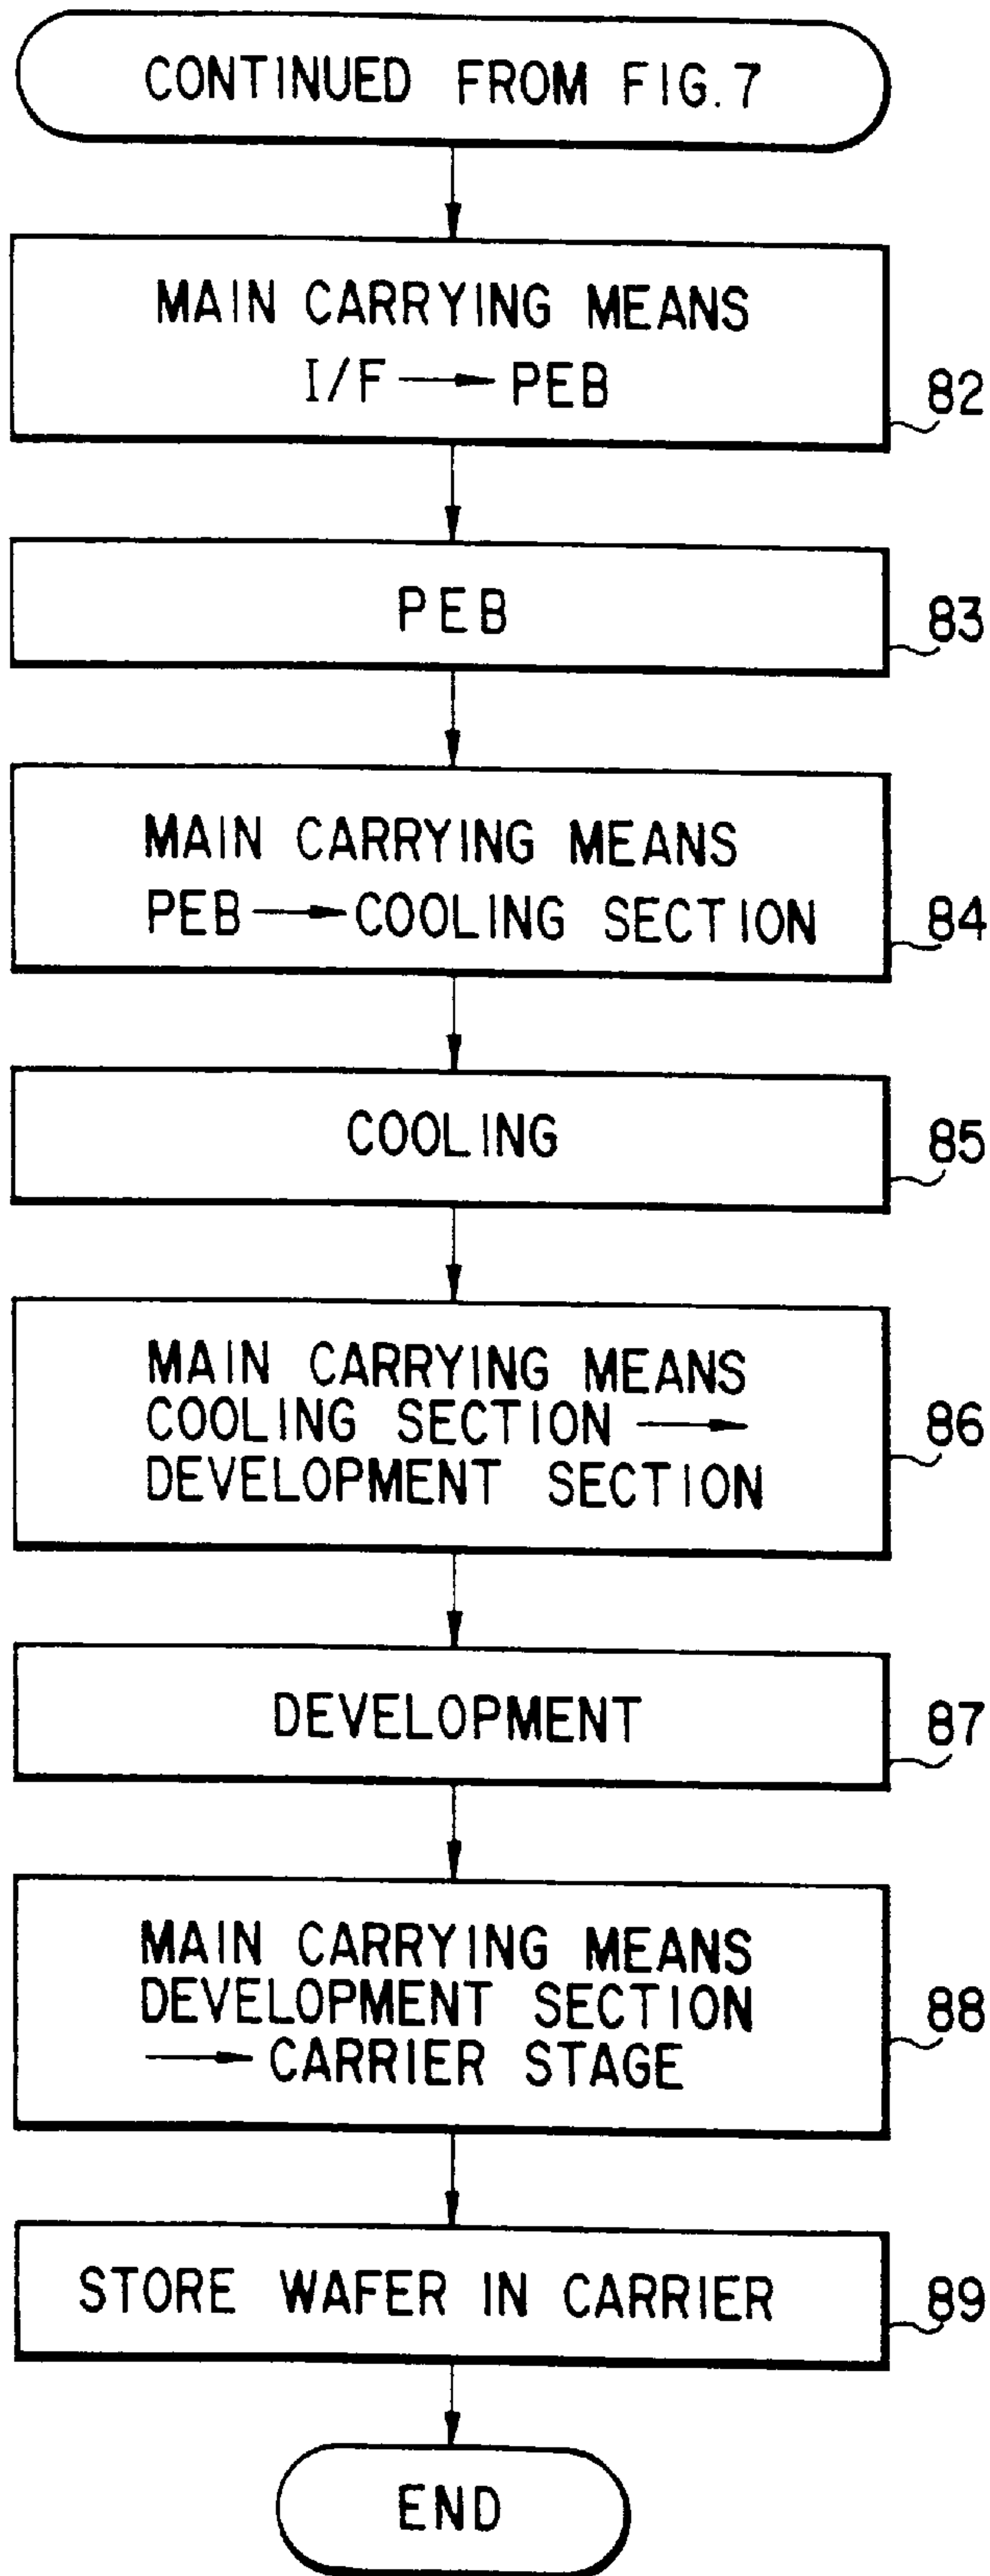 CONTINUED FROM FIG.7
MAIN CARRYING MEANS
I/F → PEB
82
PEB
83
MAIN CARRYING MEANS
PEB → COOLING SECTION
84
COOLING
85
MAIN CARRYING MEANS
COOLING SECTION →
DEVELOPMENT SECTION
86
DEVELOPMENT
87
MAIN CARRYING MEANS
DEVELOPMENT SECTION
→ CARRIER STAGE
88
STORE WAFER IN CARRIER
89
END